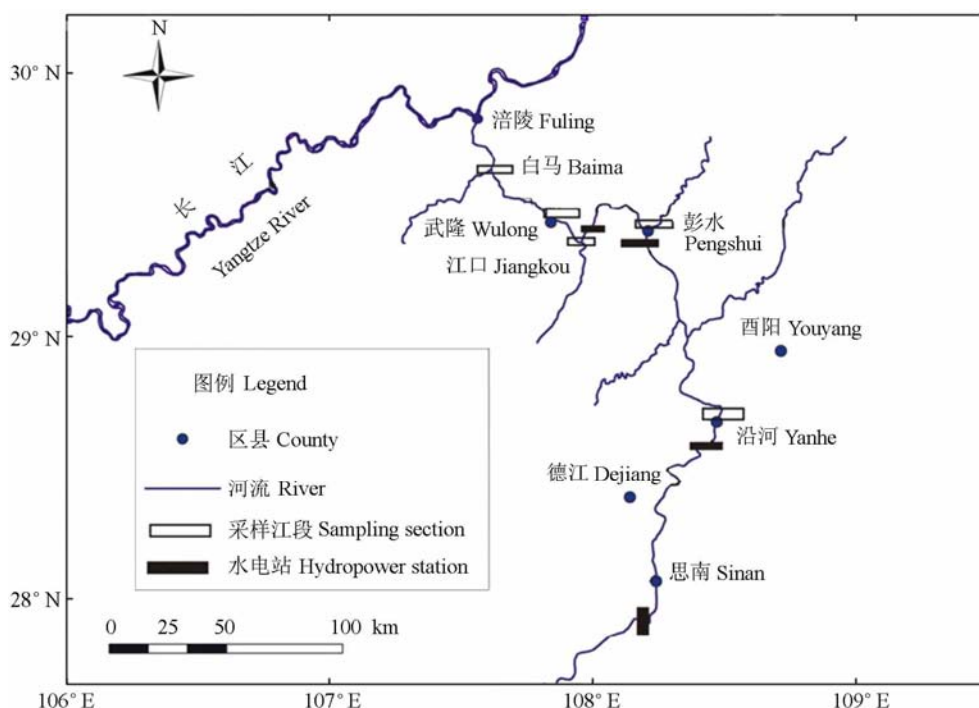 N
30° N
涪陵 Fuling
白马 Baima
长 江
Yangtze River
武隆 Wulong
彭水
Pengshui
江口 Jiangkou
29° N
酉阳 Youyang
图例 Legend
区县 County
河流 River
采样江段 Sampling section
水电站 Hydropower station
沿河 Yanhe
德江 Dejiang
思南 Sinan
28° N
0 25 50 100 km
106° E 107° E 108° E 109° E